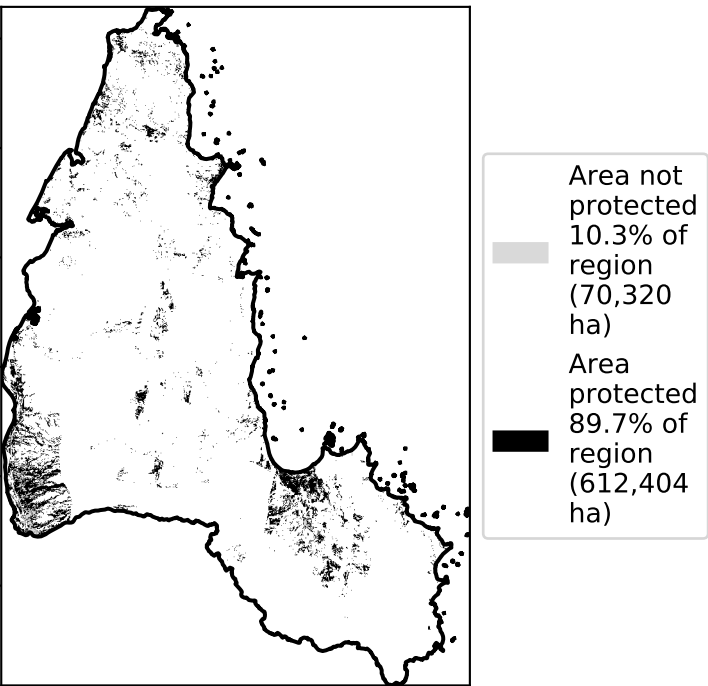 Area not
protected
10.3% of
region
(70,320
ha)
Area
protected
89.7% of
region
(612,404
ha)